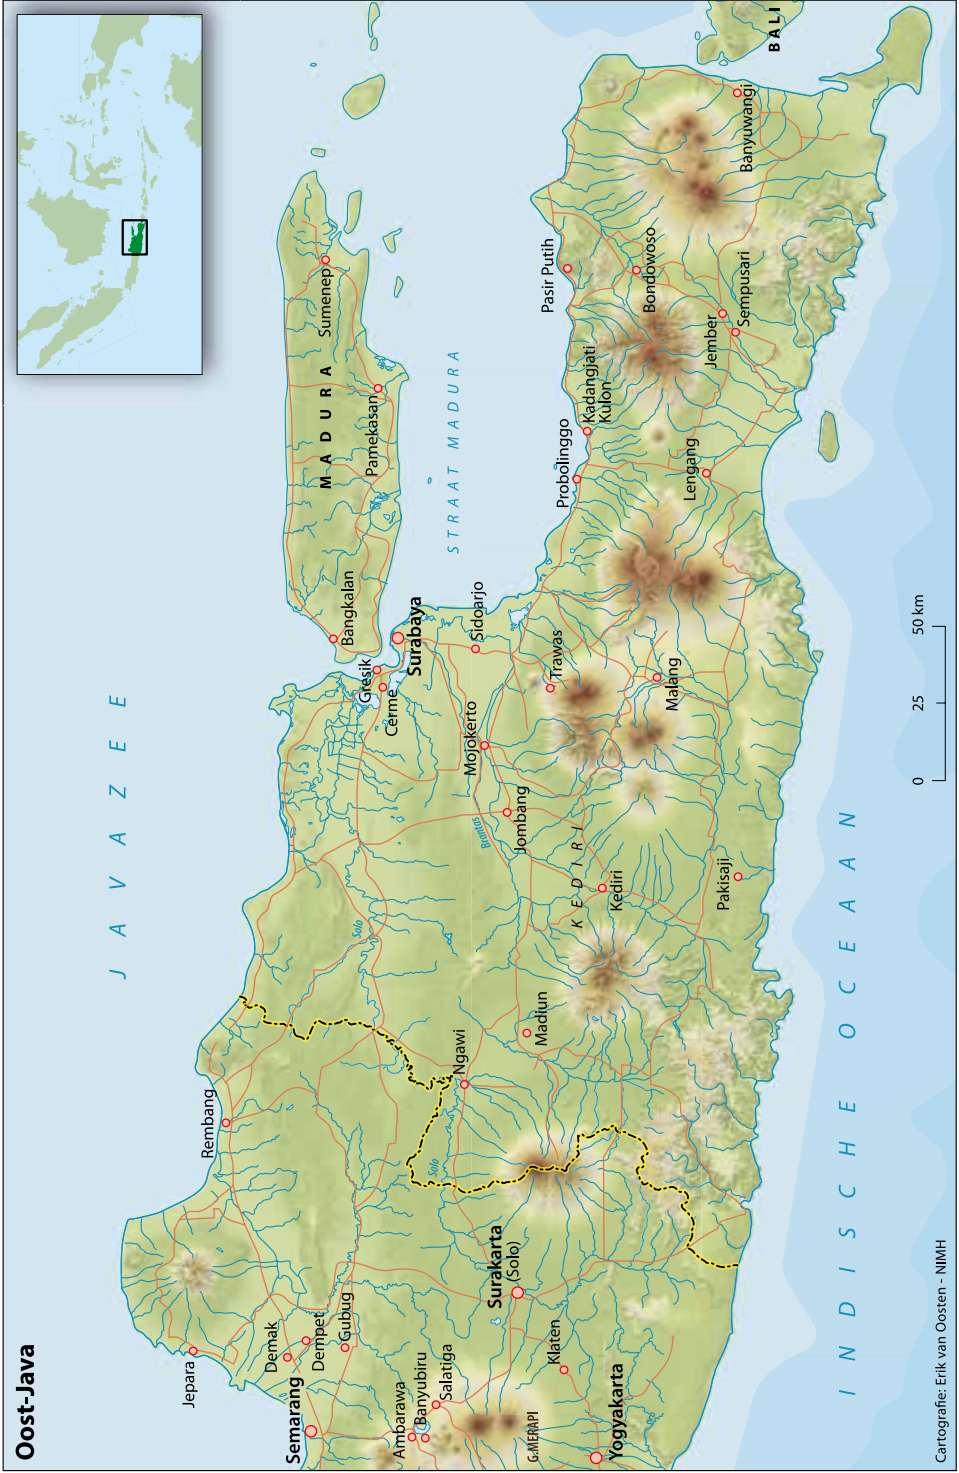 Oost-Java
JAVAZEE
STRAAT MADURA
INDISCHE OCEAAN
MADURA
BALI
KEDIRI
Jepara
Rembang
Demak
Dempet
Gubug
Semarang
Ambarawa
Banyubiru
Salatiga
G.MERAPI
Klaten
Yogyakarta
Surakarta
(Solo)
Solo
Ngawi
Madiun
Solo
Kediri
Pakisaji
Brantas
Jombang
Mojokerto
Cerme
Gresik
Surabaya
Sidoarjo
Trawas
Malang
Bangkalan
Pamekasan
Sumenep
Probolinggo
Kadangjati
Kulon
Lengang
Pasir Putih
Bondowoso
Jember
Sempusari
Banyuwangi
0 25 50 km
Cartografie: Erik van Oosten - NIMH